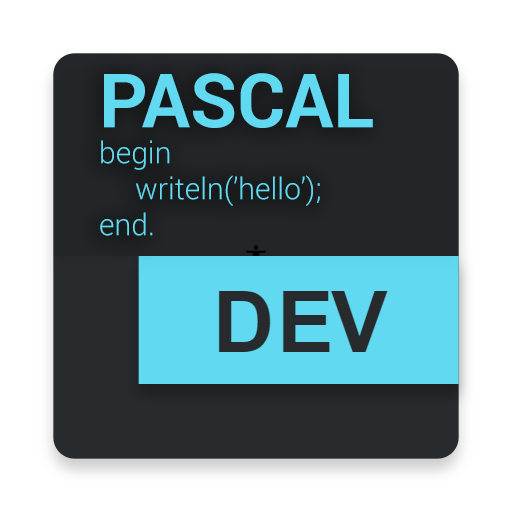 PASCAL
begin
writeln('hello');
end.
DEV